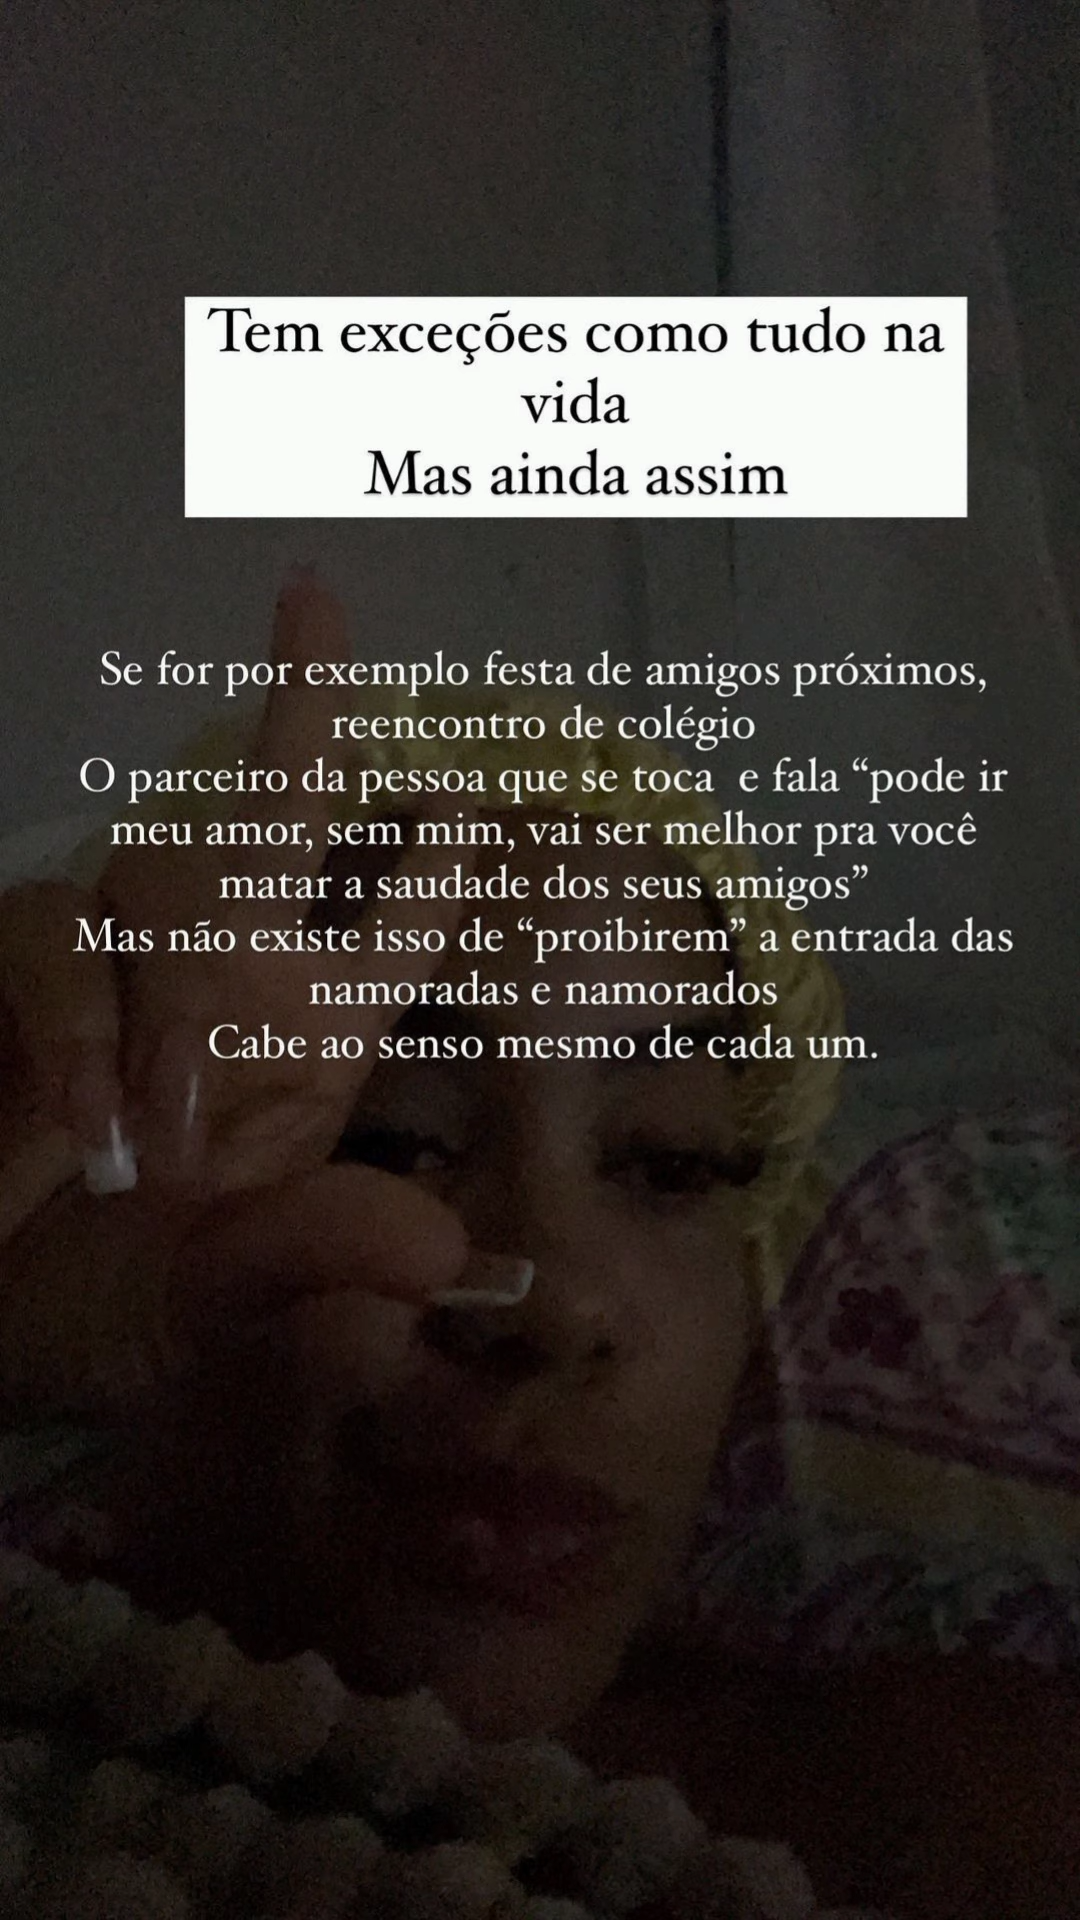 Tem exceções como tudo na
vida
Mas ainda assim
Se for por exemplo festa de amigos próximos,
reencontro de colégio
O parceiro da pessoa que se toca  e fala “pode ir
meu amor, sem mim, vai ser melhor pra você
matar a saudade dos seus amigos”
Mas não existe isso de “proibirem” a entrada das
namoradas e namorados
Cabe ao senso mesmo de cada um.